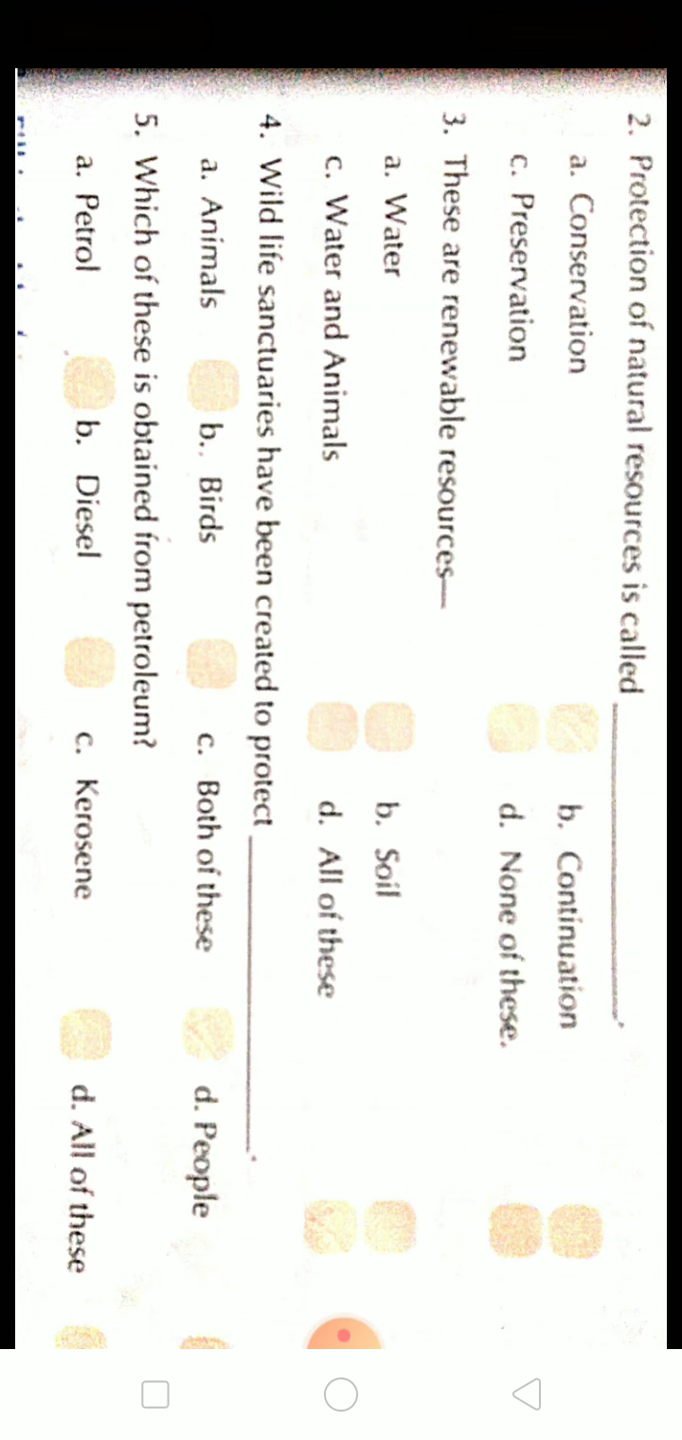 2. Protection of natural resources is called ____________.
a. Conservation b. Continuation
c. Preservation d. None of these.
3. These are renewable resources—
a. Water b. Soil
c. Water and Animals d. All of these
4. Wild life sanctuaries have been created to protect ____________.
a. Animals b.. Birds c. Both of these d. People
5. Which of these is obtained from petroleum?
a. Petrol b. Diesel c. Kerosene d. All of these